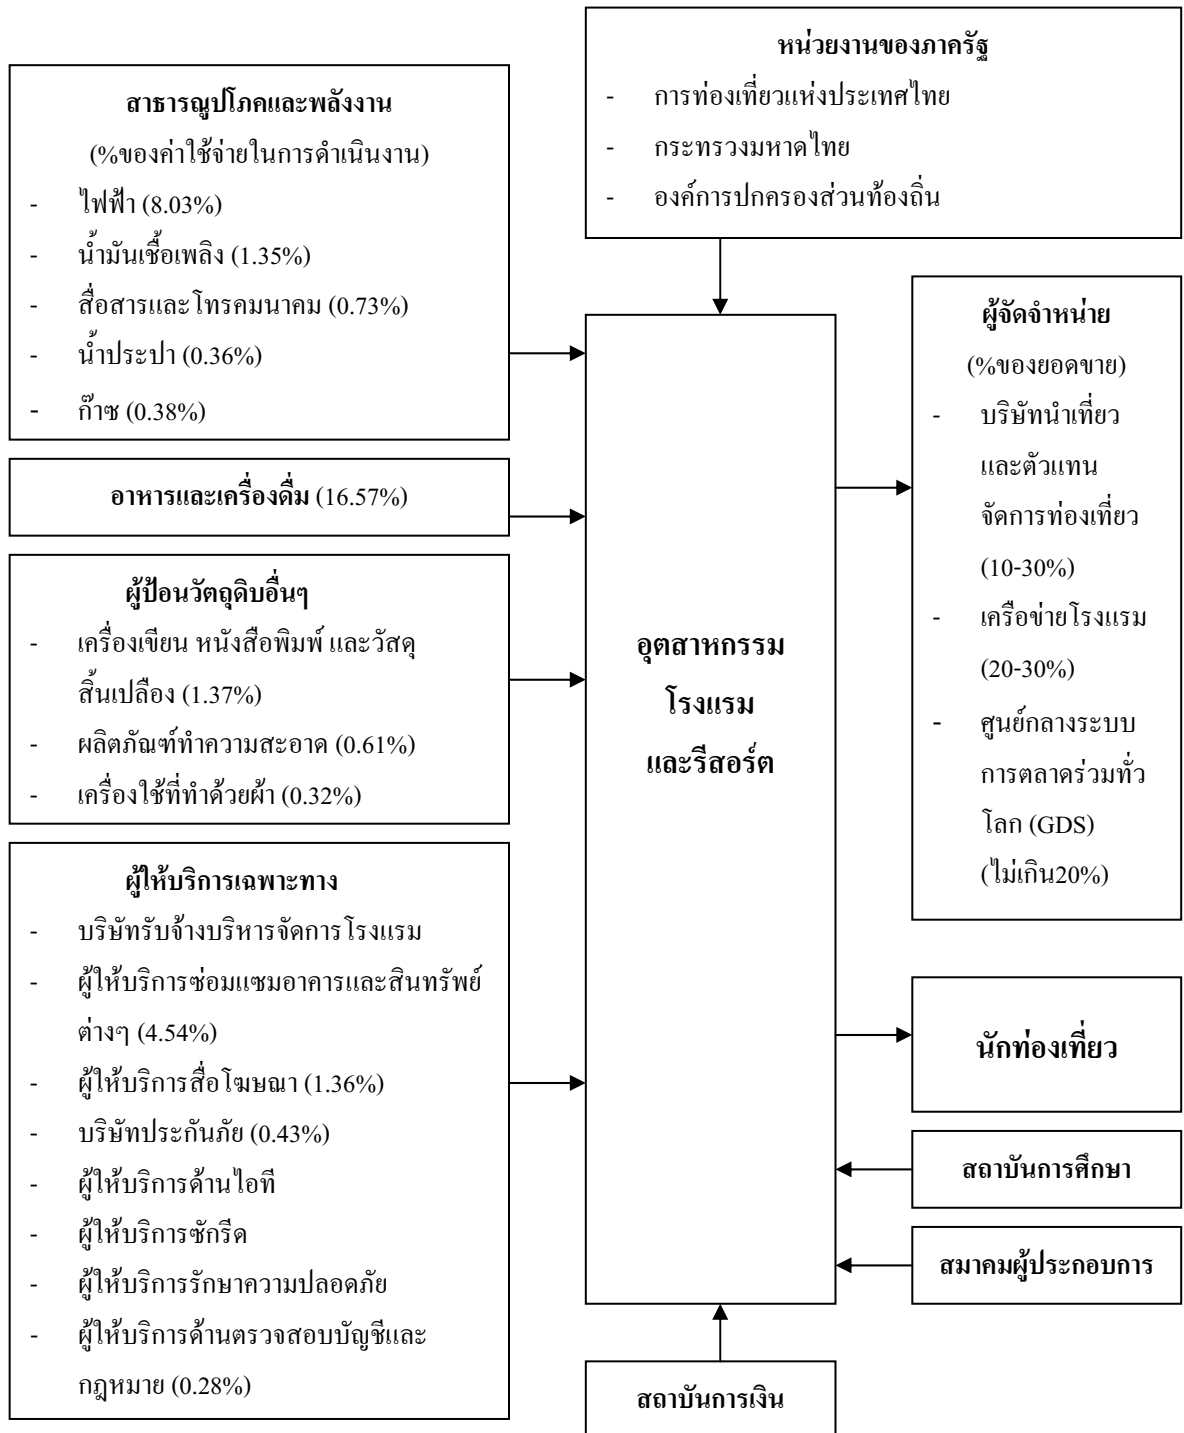 หน่วยงานของภาครัฐ
- การท่องเที่ยวแห่งประเทศไทย
- กระทรวงมหาดไทย
- องค์การปกครองส่วนท้องถิ่น
สาธารณูปโภคและพลังงาน
(%ของค่าใช้จ่ายในการดำเนินงาน)
- ไฟฟ้า (8.03%)
- น้ำมันเชื้อเพลิง (1.35%)
- สื่อสารและโทรคมนาคม (0.73%)
- น้ำประปา (0.36%)
- ก๊าซ (0.38%)
อาหารและเครื่องดื่ม (16.57%)
ผู้ป้อนวัตถุดิบอื่นๆ
- เครื่องเขียน หนังสือพิมพ์ และวัสดุ
สิ้นเปลือง (1.37%)
- ผลิตภัณฑ์ทำความสะอาด (0.61%)
- เครื่องใช้ที่ทำด้วยผ้า (0.32%)
ผู้ให้บริการเฉพาะทาง
- บริษัทรับจ้างบริหารจัดการโรงแรม
- ผู้ให้บริการซ่อมแซมอาคารและสินทรัพย์
ต่างๆ (4.54%)
- ผู้ให้บริการสื่อโฆษณา (1.36%)
- บริษัทประกันภัย (0.43%)
- ผู้ให้บริการด้านไอที
- ผู้ให้บริการซักรีด
- ผู้ให้บริการรักษาความปลอดภัย
- ผู้ให้บริการด้านตรวจสอบบัญชีและ
กฎหมาย (0.28%)
อุตสาหกรรม
โรงแรม
และรีสอร์ต
ผู้จัดจำหน่าย
(%ของยอดขาย)
- บริษัทนำเที่ยว
และตัวแทน
จัดการท่องเที่ยว
(10-30%)
- เครือข่ายโรงแรม
(20-30%)
- ศูนย์กลางระบบ
การตลาดร่วมทั่ว
โลก (GDS)
(ไม่เกิน20%)
นักท่องเที่ยว
สถาบันการศึกษา
สมาคมผู้ประกอบการ
สถาบันการเงิน